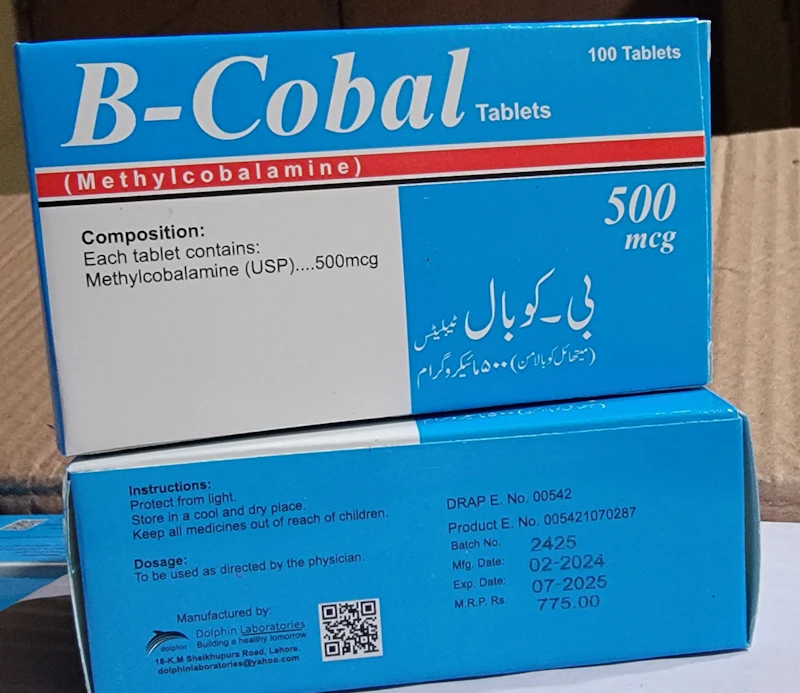 B-Cobal Tablets
100 Tablets
(Methylcobalamine)
Composition:
Each tablet contains:
Methylcobalamine (USP)....500mcg
500
mcg
بی۔کوبال ٹیبلیٹس
(میتھائل کوبالامن) ۵۰۰ مائیکروگرام
Instructions:
Protect from light.
Store in a cool and dry place.
Keep all medicines out of reach of children.
Dosage:
To be used as directed by the physician.
Manufactured by:
dolphin
Dolphin Laboratories
Building a healthy tomorrow
18-K.M Sheikhupura Road, Lahore.
dolphinlaboratories@yahoo.com
DRAP E. No. 00542
Product E. No. 005421070287
Batch No. 2425
Mfg. Date: 02-2024
Exp. Date: 07-2025
M.R.P. Rs. 775.00